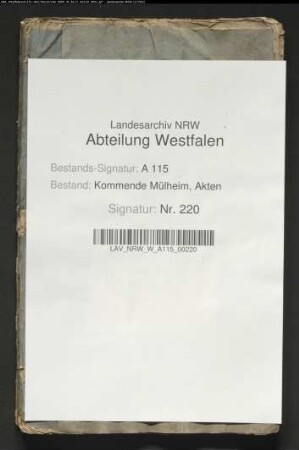 Landesarchiv NRW
Abteilung Westfalen
Bestands-Signatur: A 115
Bestand: Kommende Mülheim, Akten
Signatur: Nr. 220
LAV_NRW_W_A115_00220